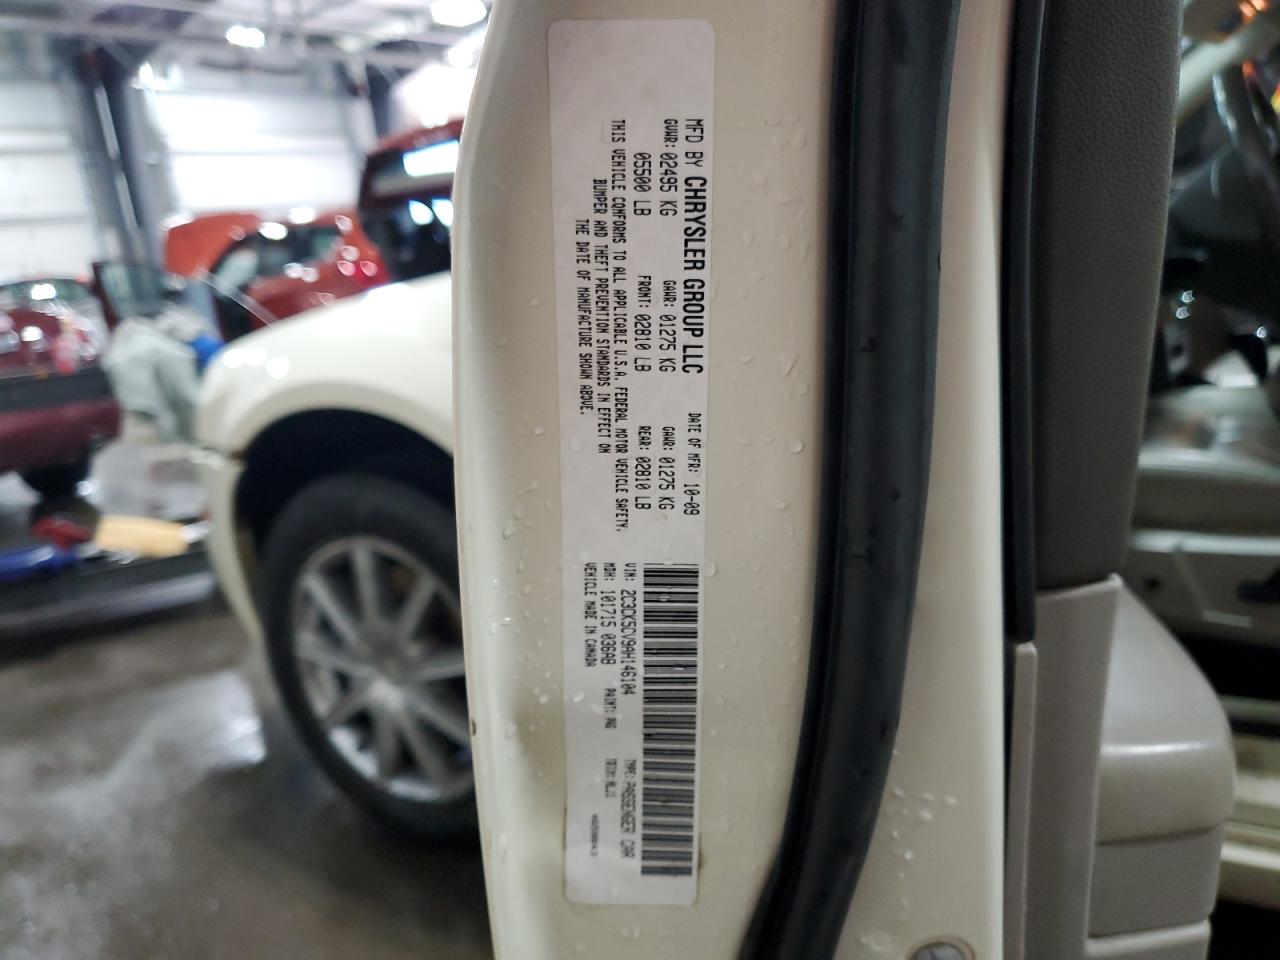 MFD BY CHRYSLER GROUP LLC DATE OF MFR: 10-09
GVWR: 02495 KG GAWR: 01275 KG GAWR: 01275 KG
05500 LB FRONT: 02810 LB REAR: 02810 LB
THIS VEHICLE CONFORMS TO ALL APPLICABLE U.S.A. FEDERAL MOTOR VEHICLE SAFETY,
BUMPER AND THEFT PREVENTION STANDARDS IN EFFECT ON
THE DATE OF MANUFACTURE SHOWN ABOVE.
VIN: 2C3CK5CV9AH146104 TYPE: PASSENGER CAR
MDH: 101715 036AB PAINT: TRIM:
VEHICLE MADE IN CANADA